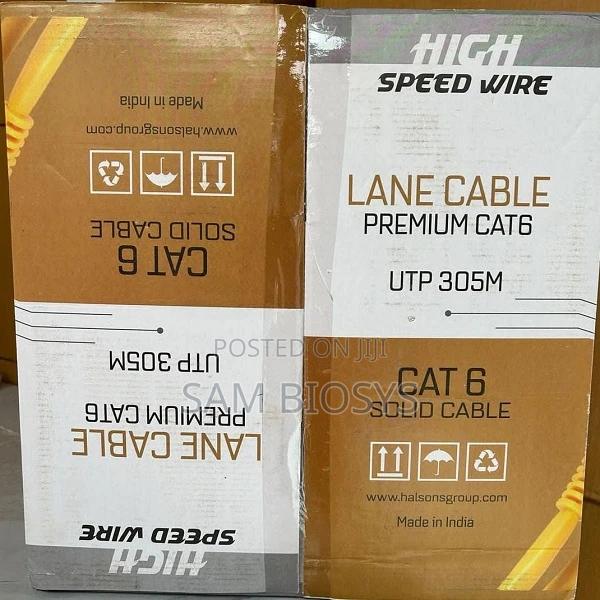 HIGH
SPEED WIRE
LANE CABLE
PREMIUM CAT6
UTP 305M
CAT 6
SOLID CABLE
www.halsonsgroup.com
Made in India
HIGH
SPEED WIRE
LANE CABLE
PREMIUM CAT6
UTP 305M
CAT 6
SOLID CABLE
www.halsonsgroup.com
Made in India
POSTED ON JIJI
SAM BIOSYS